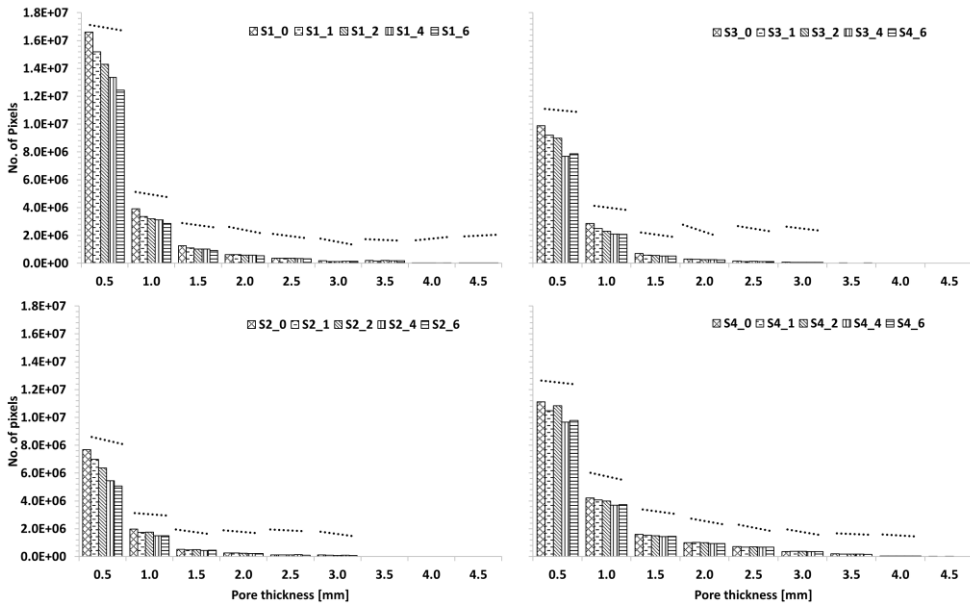 1.8E+07
1.6E+07
1.4E+07
1.2E+07
1.0E+07
8.0E+06
6.0E+06
4.0E+06
2.0E+06
0.0E+00
No. of Pixels
S1_0 S1_1 S1_2 S1_4 S1_6
0.5 1.0 1.5 2.0 2.5 3.0 3.5 4.0 4.5
S3_0 S3_1 S3_2 S3_4 S4_6
0.5 1.0 1.5 2.0 2.5 3.0 3.5 4.0 4.5
1.8E+07
1.6E+07
1.4E+07
1.2E+07
1.0E+07
8.0E+06
6.0E+06
4.0E+06
2.0E+06
0.0E+00
No. of pixels
S2_0 S2_1 S2_2 S2_4 S2_6
0.5 1.0 1.5 2.0 2.5 3.0 3.5 4.0 4.5
Pore thickness [mm]
S4_0 S4_1 S4_2 S4_4 S4_6
0.5 1.0 1.5 2.0 2.5 3.0 3.5 4.0 4.5
Pore thickness [mm]